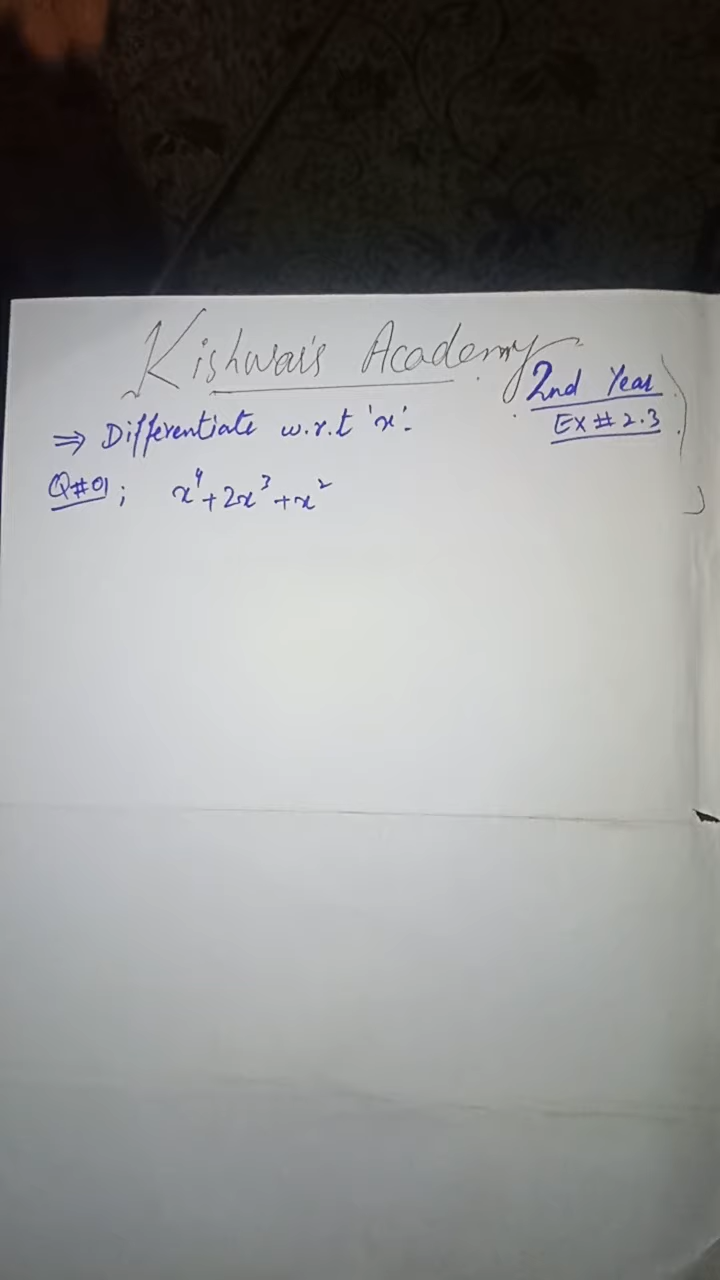 Kishwar's Academy
2nd Year
Ex # 2.3
⇒ Differentiate w.r.t 'x':
Q#01; x⁴+2x³+x²